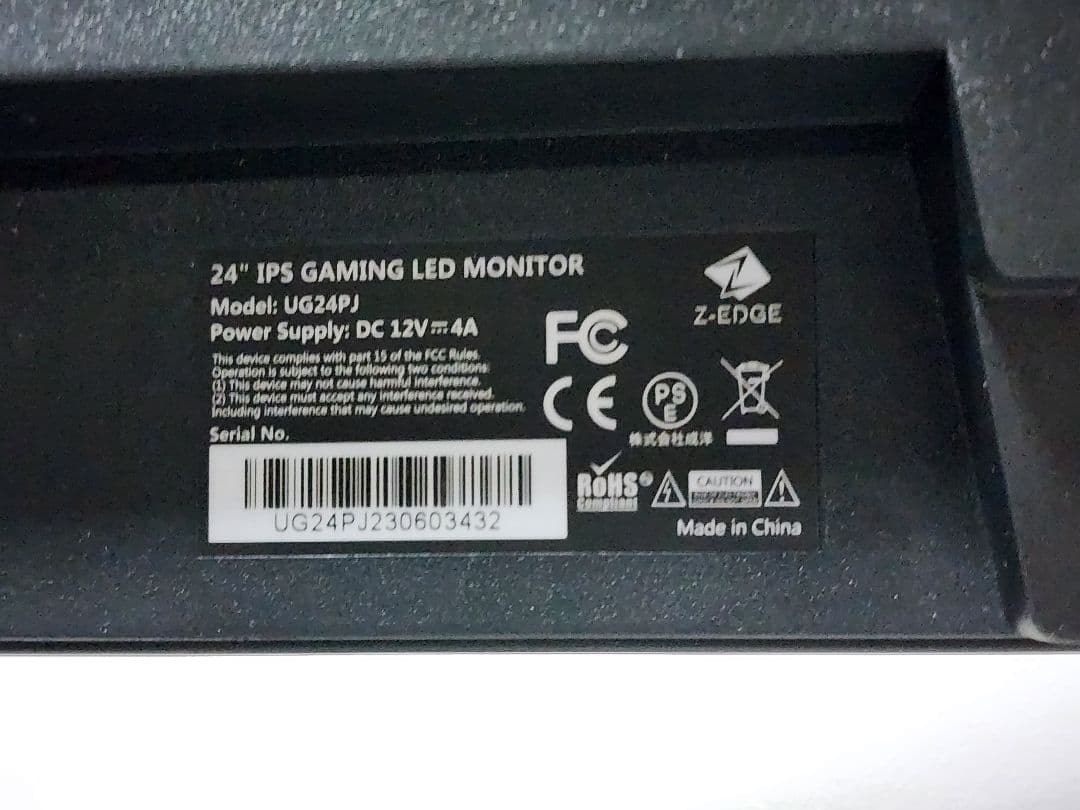 24" IPS GAMING LED MONITOR
Model: UG24PJ
Power Supply: DC 12V⎓4A
This device complies with part 15 of the FCC Rules.
Operation is subject to the following two conditions:
(1) This device may not cause harmful interference.
(2) This device must accept any interference received.
Including interference that may cause undesired operation.
Serial No.
UG24PJ230603432
Z-EDGE
FC
CE
PS
E
株式会社成洋
RoHS
compliant
CAUTION
Made in China